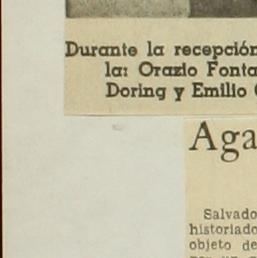 Durante la recepción
la: Orazio Fonta
Doring y Emilio
Aga
Salvado
historiado
objeto de